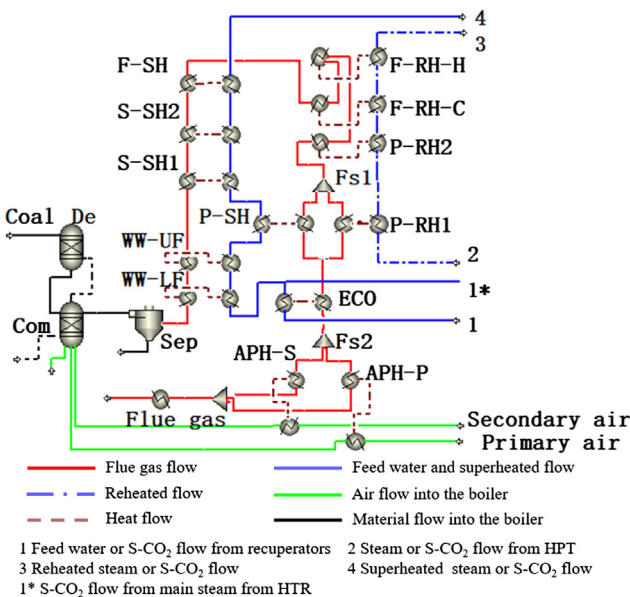 4
3
F-SH
F-RH-H
S-SH2
F-RH-C
S-SH1
P-RH2
Fs1
Coal De
P-SH
P-RH1
WW-UF
2
WW-LF
1*
ECO
Com
Sep
1
Fs2
APH-S
APH-P
Flue gas
Secondary air
Primary air
Flue gas flow
Feed water and superheated flow
Reheated flow
Air flow into the boiler
Heat flow
Material flow into the boiler
1 Feed water or S-CO₂ flow from recuperators
2 Steam or S-CO₂ flow from HPT
3 Reheated steam or S-CO₂ flow
4 Superheated steam or S-CO₂ flow
1* S-CO₂ flow from main steam from HTR